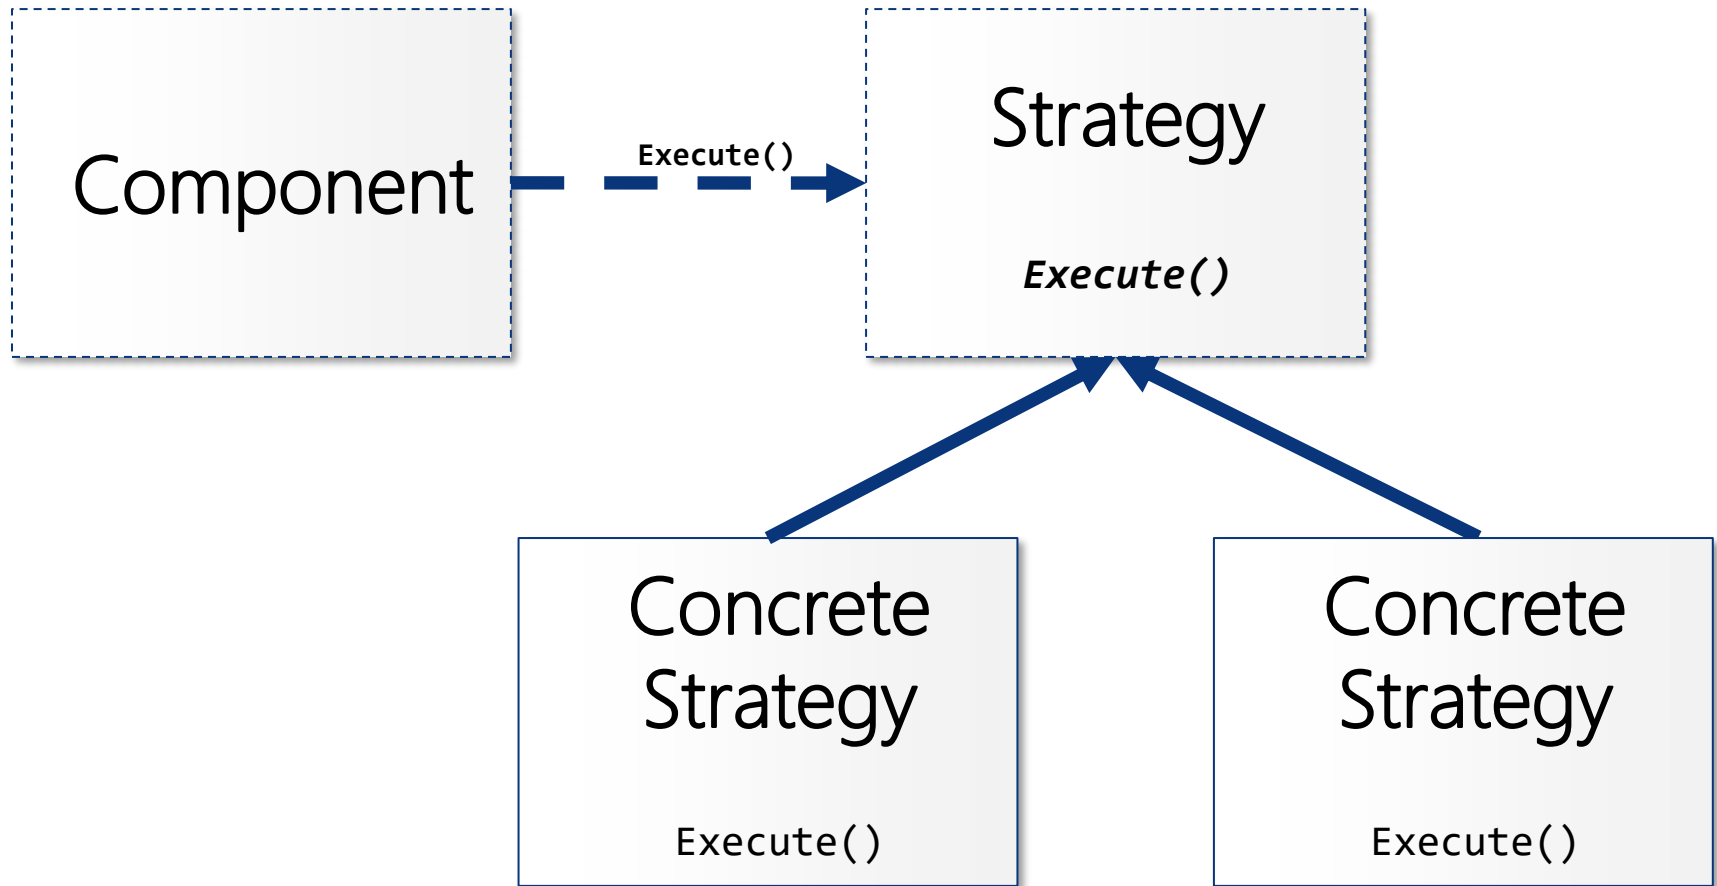 Component
Execute()
Strategy
Execute()
Concrete
Strategy
Execute()
Concrete
Strategy
Execute()